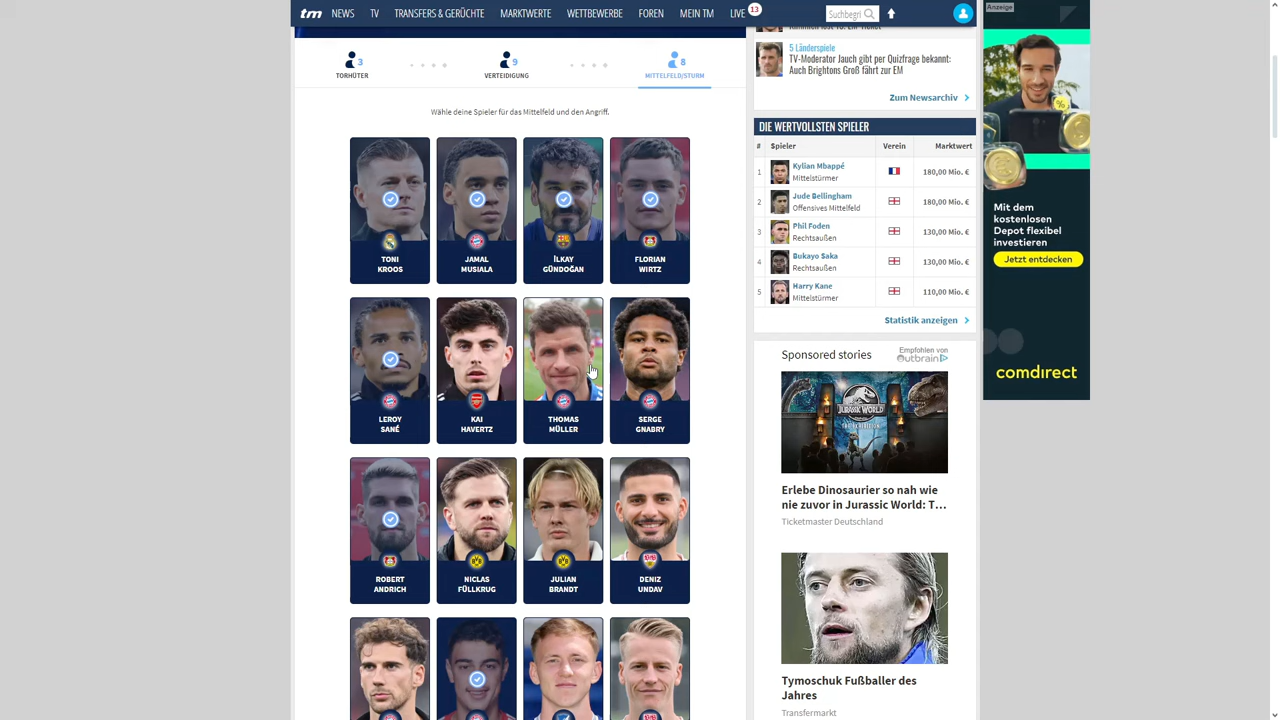 tm NEWS TV TRANSFERS & GERÜCHTE MARKTWERTE WETTBEWERBE FOREN MEIN TM LIVE 13 Suchbegri
Anzeige
3
TORHÜTER
9
VERTEIDIGUNG
8
MITTELFELD/STURM
Wähle deine Spieler für das Mittelfeld und den Angriff.
TONI
KROOS
JAMAL
MUSIALA
İLKAY
GÜNDOĞAN
FLORIAN
WIRTZ
LEROY
SANÉ
KAI
HAVERTZ
THOMAS
MÜLLER
SERGE
GNABRY
ROBERT
ANDRICH
NICLAS
FÜLLKRUG
JULIAN
BRANDT
DENIZ
UNDAV
5 Länderspiele
TV-Moderator Jauch gibt per Quizfrage bekannt:
Auch Brightons Groß fährt zur EM
Zum Newsarchiv
DIE WERTVOLLSTEN SPIELER
# Spieler Verein Marktwert
1 Kylian Mbappé 180,00 Mio. €
Mittelstürmer
2 Jude Bellingham 180,00 Mio. €
Offensives Mittelfeld
3 Phil Foden 130,00 Mio. €
Rechtsaußen
4 Bukayo Saka 130,00 Mio. €
Rechtsaußen
5 Harry Kane 110,00 Mio. €
Mittelstürmer
Statistik anzeigen
Sponsored stories
Empfohlen von
Outbrain
JURASSIC WORLD
Erlebe Dinosaurier so nah wie
nie zuvor in Jurassic World: T...
Ticketmaster Deutschland
Tymoschuk Fußballer des
Jahres
Transfermarkt
%
Mit dem
kostenlosen
Depot flexibel
investieren
Jetzt entdecken
comdirect